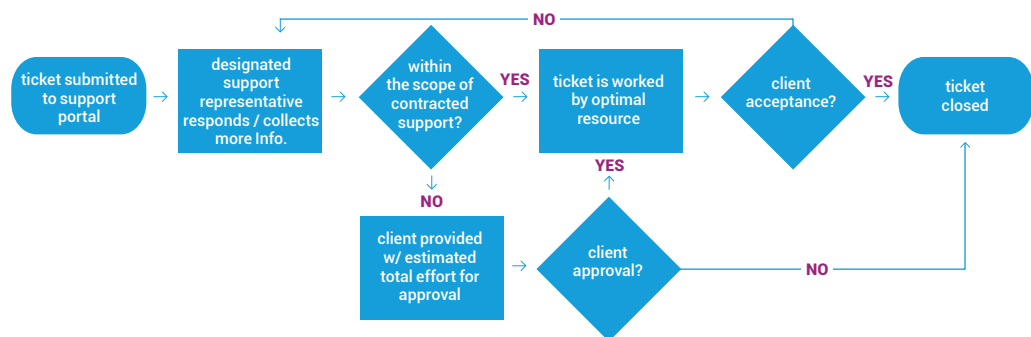 NO
ticket submitted
to support
portal
designated
support
representative
responds / collects
more Info.
within
the scope of
contracted
support?
YES
ticket is worked
by optimal
resource
client
acceptance?
YES
ticket
closed
NO
YES
client provided
w/ estimated
total effort for
approval
client
approval?
NO